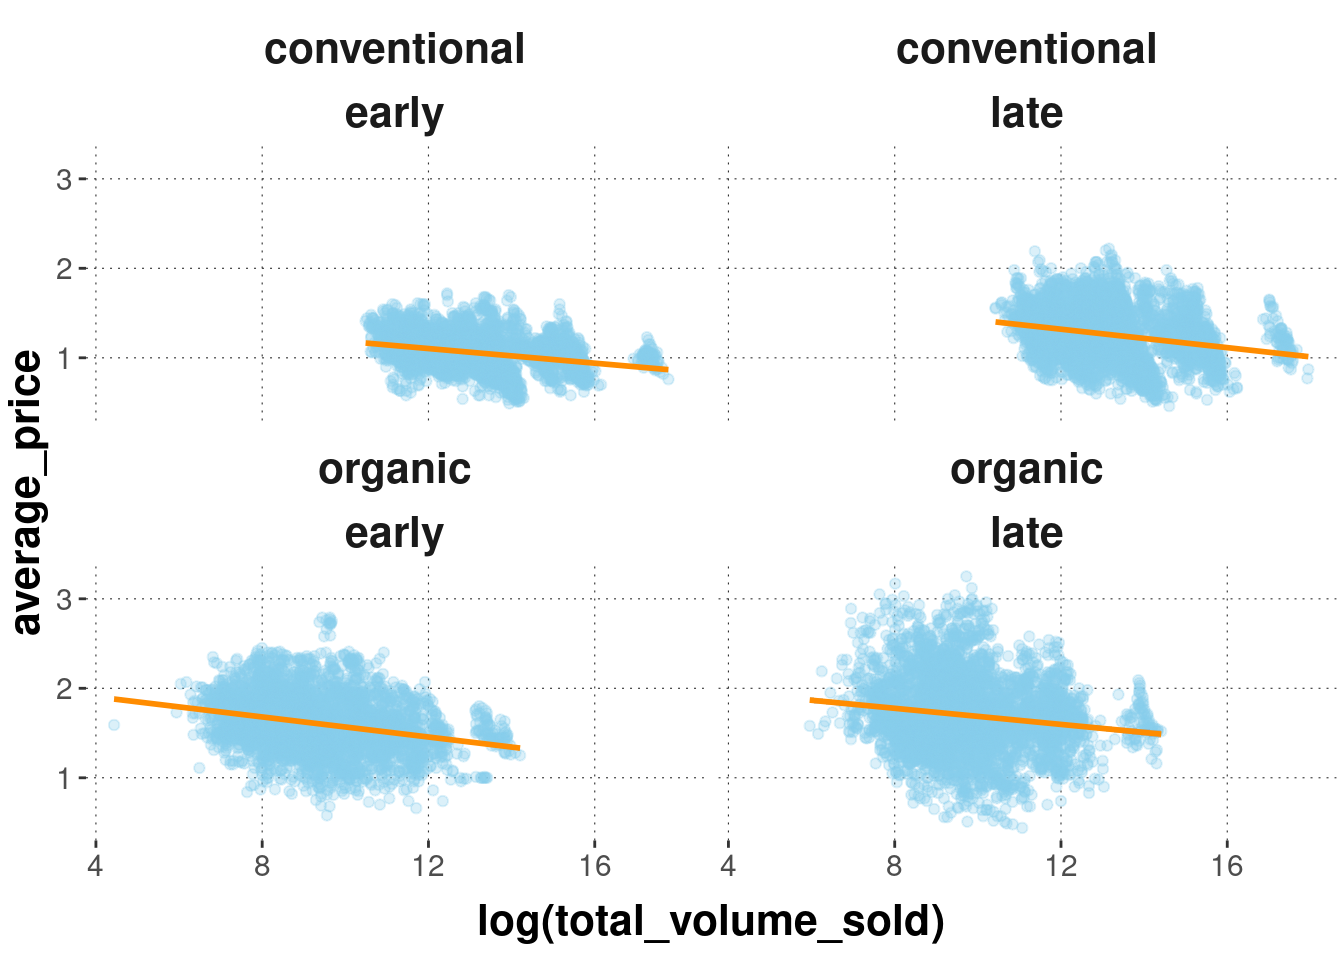 conventional
early
conventional
late
3
2
1
organic
early
organic
late
3
2
1
4
8
12
16
4
8
12
16
average_price
log(total_volume_sold)